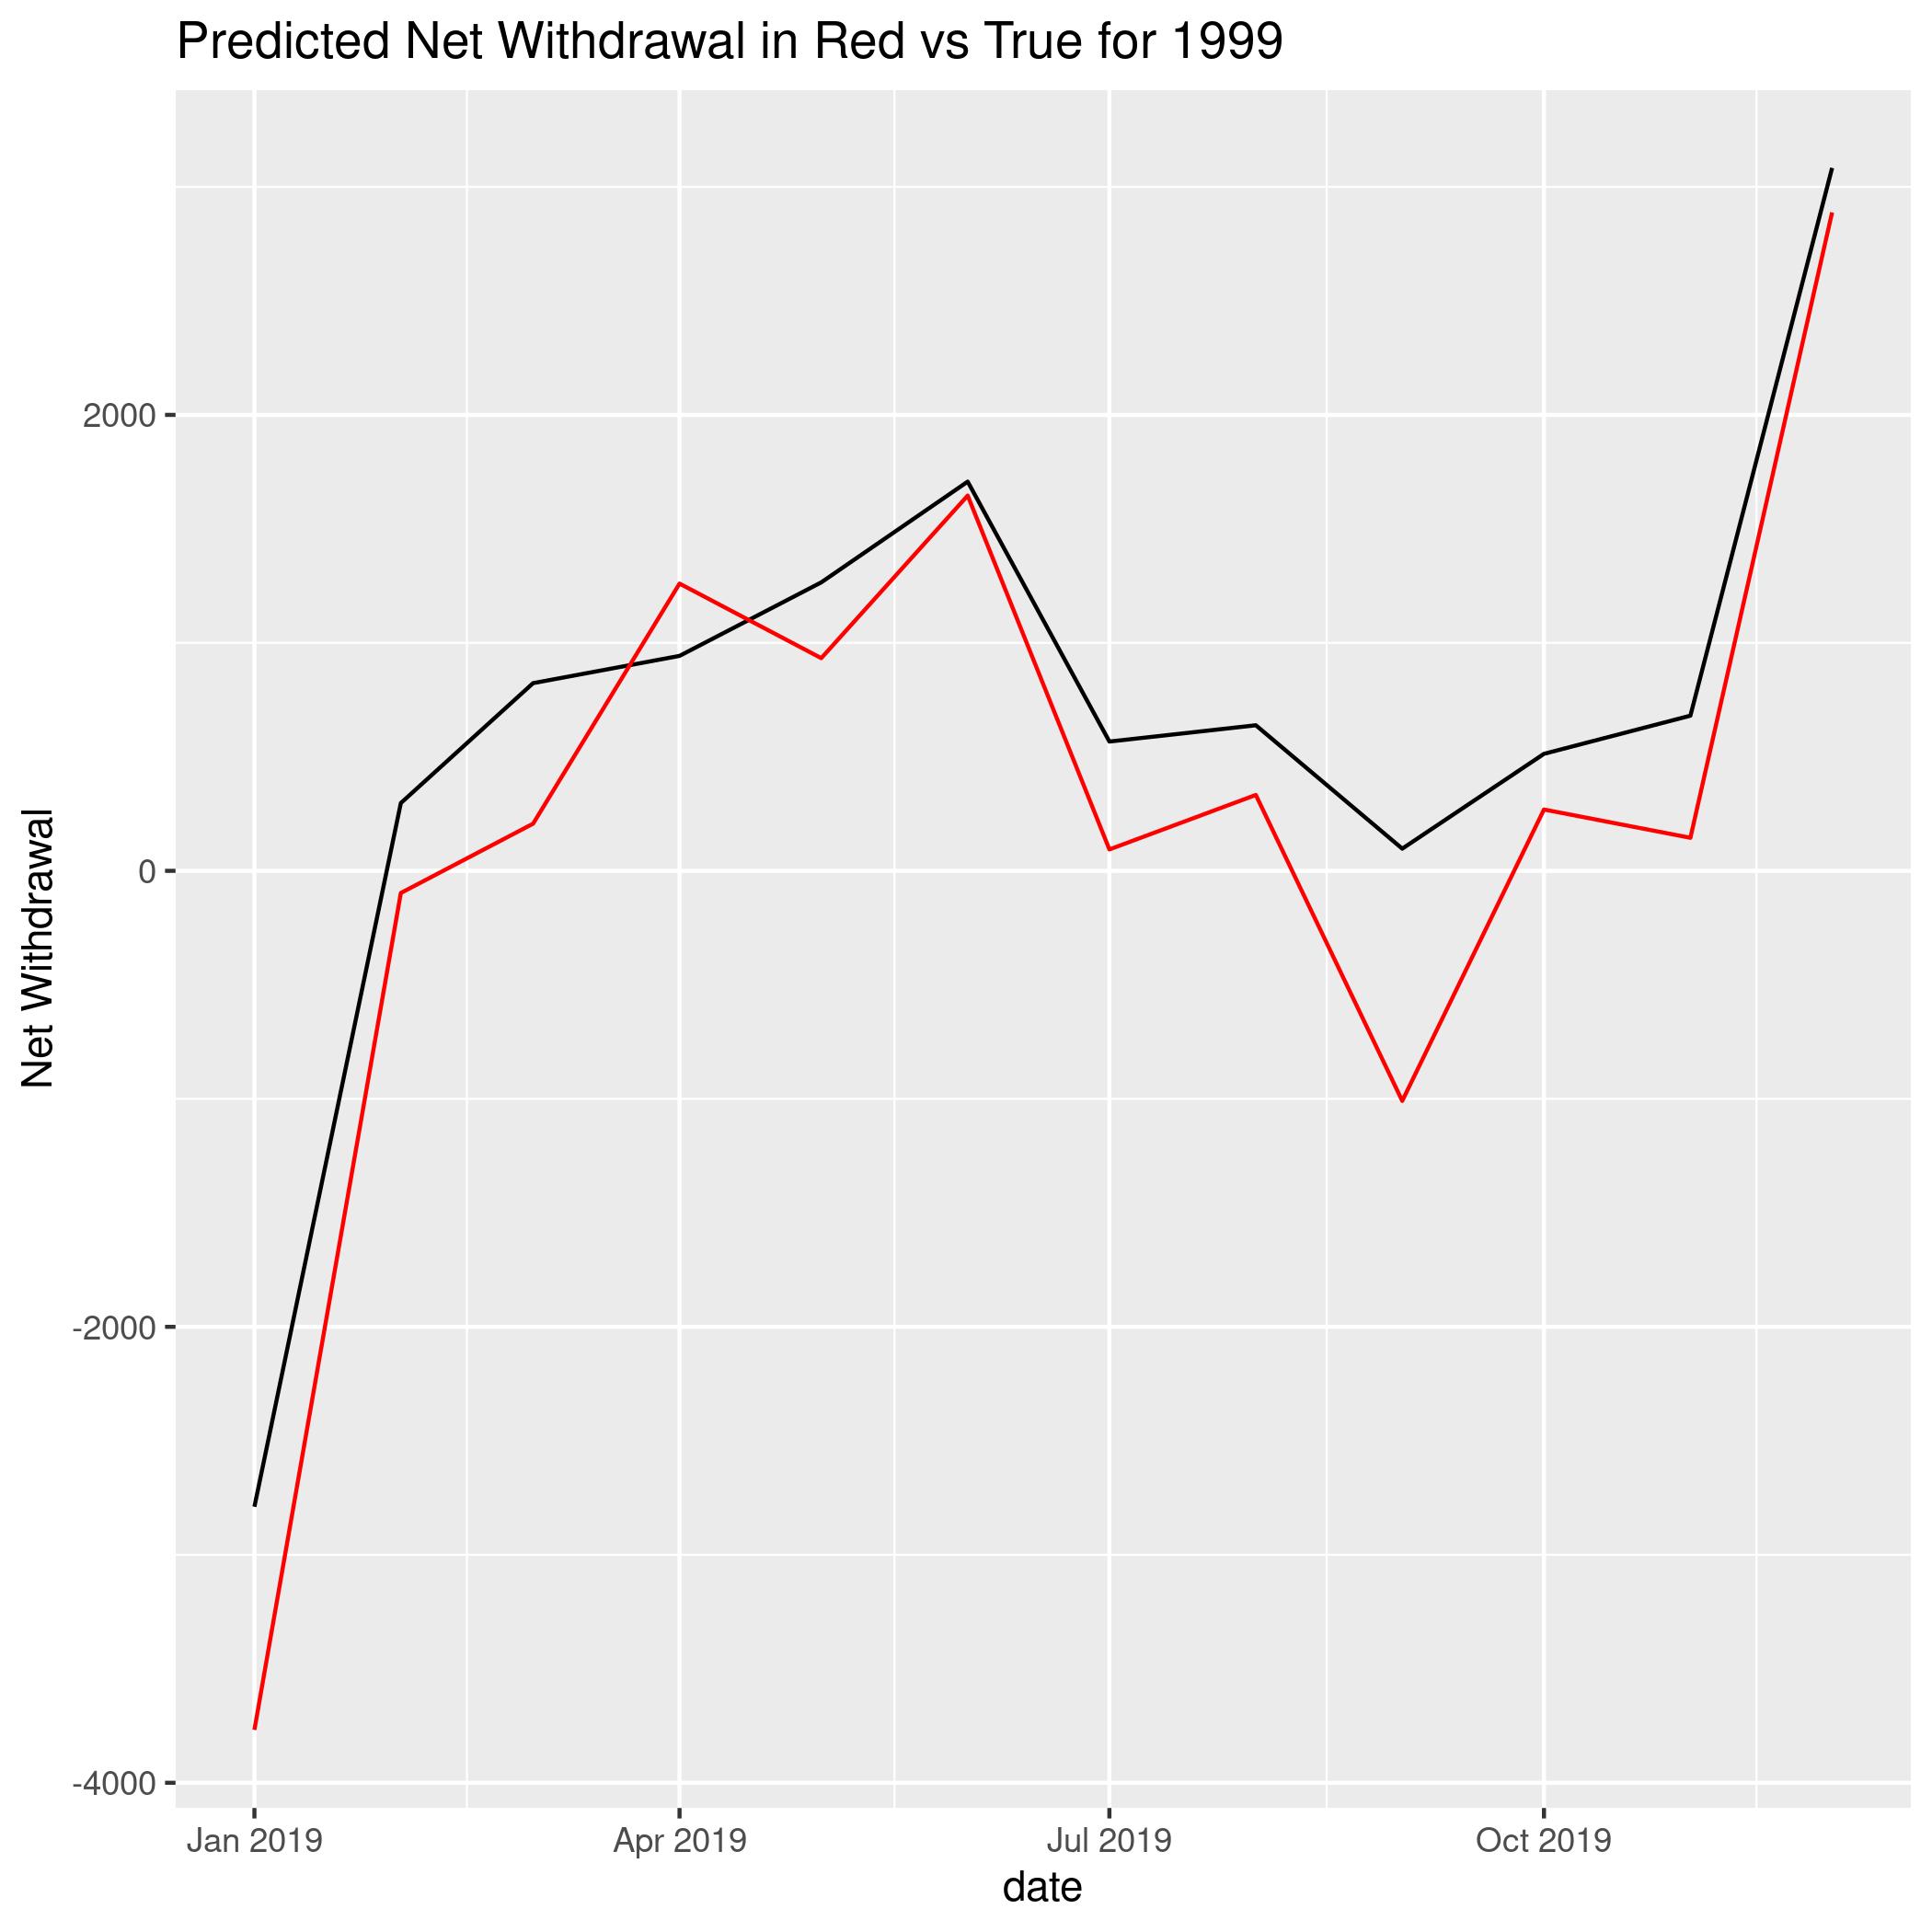 Predicted Net Withdrawal in Red vs True for 1999
Net Withdrawal
2000
0
-2000
-4000
Jan 2019
Apr 2019
Jul 2019
Oct 2019
date